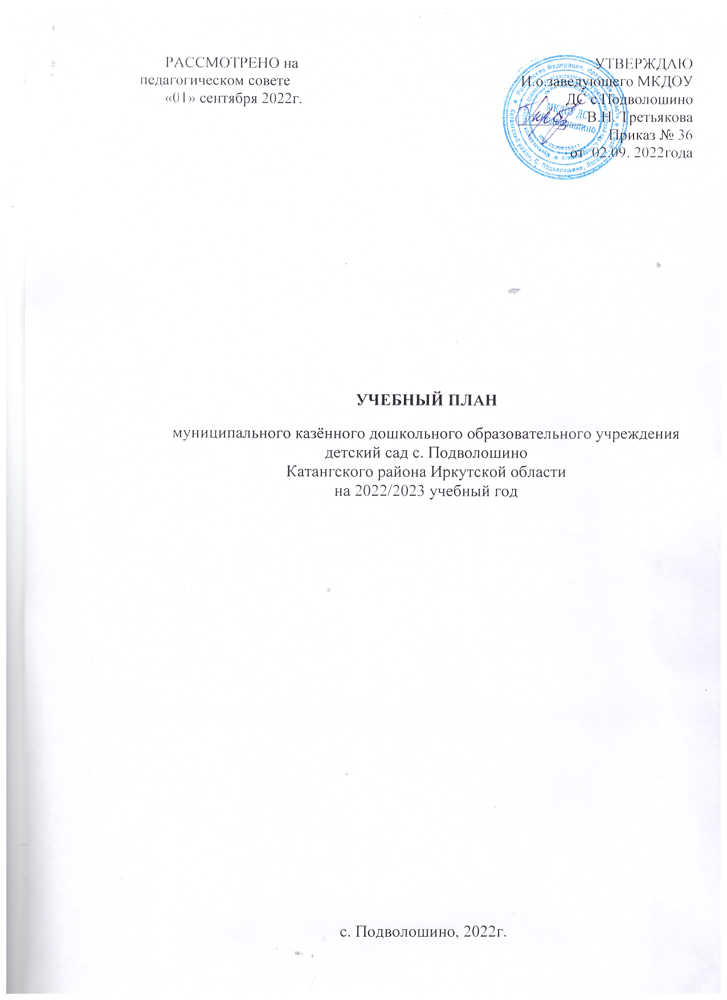 РАССМОТРЕНО на
педагогическом совете
«01» сентября 2022г.
УТВЕРЖДАЮ
И.о.заведующего МКДОУ
ДС с.Подволошино
В.Н. Третьякова
Приказ № 36
от 02.09. 2022года
МКДОУ ДС
УЧЕБНЫЙ ПЛАН
муниципального казённого дошкольного образовательного учреждения
детский сад с. Подволошино
Катангского района Иркутской области
на 2022/2023 учебный год
с. Подволошино, 2022г.